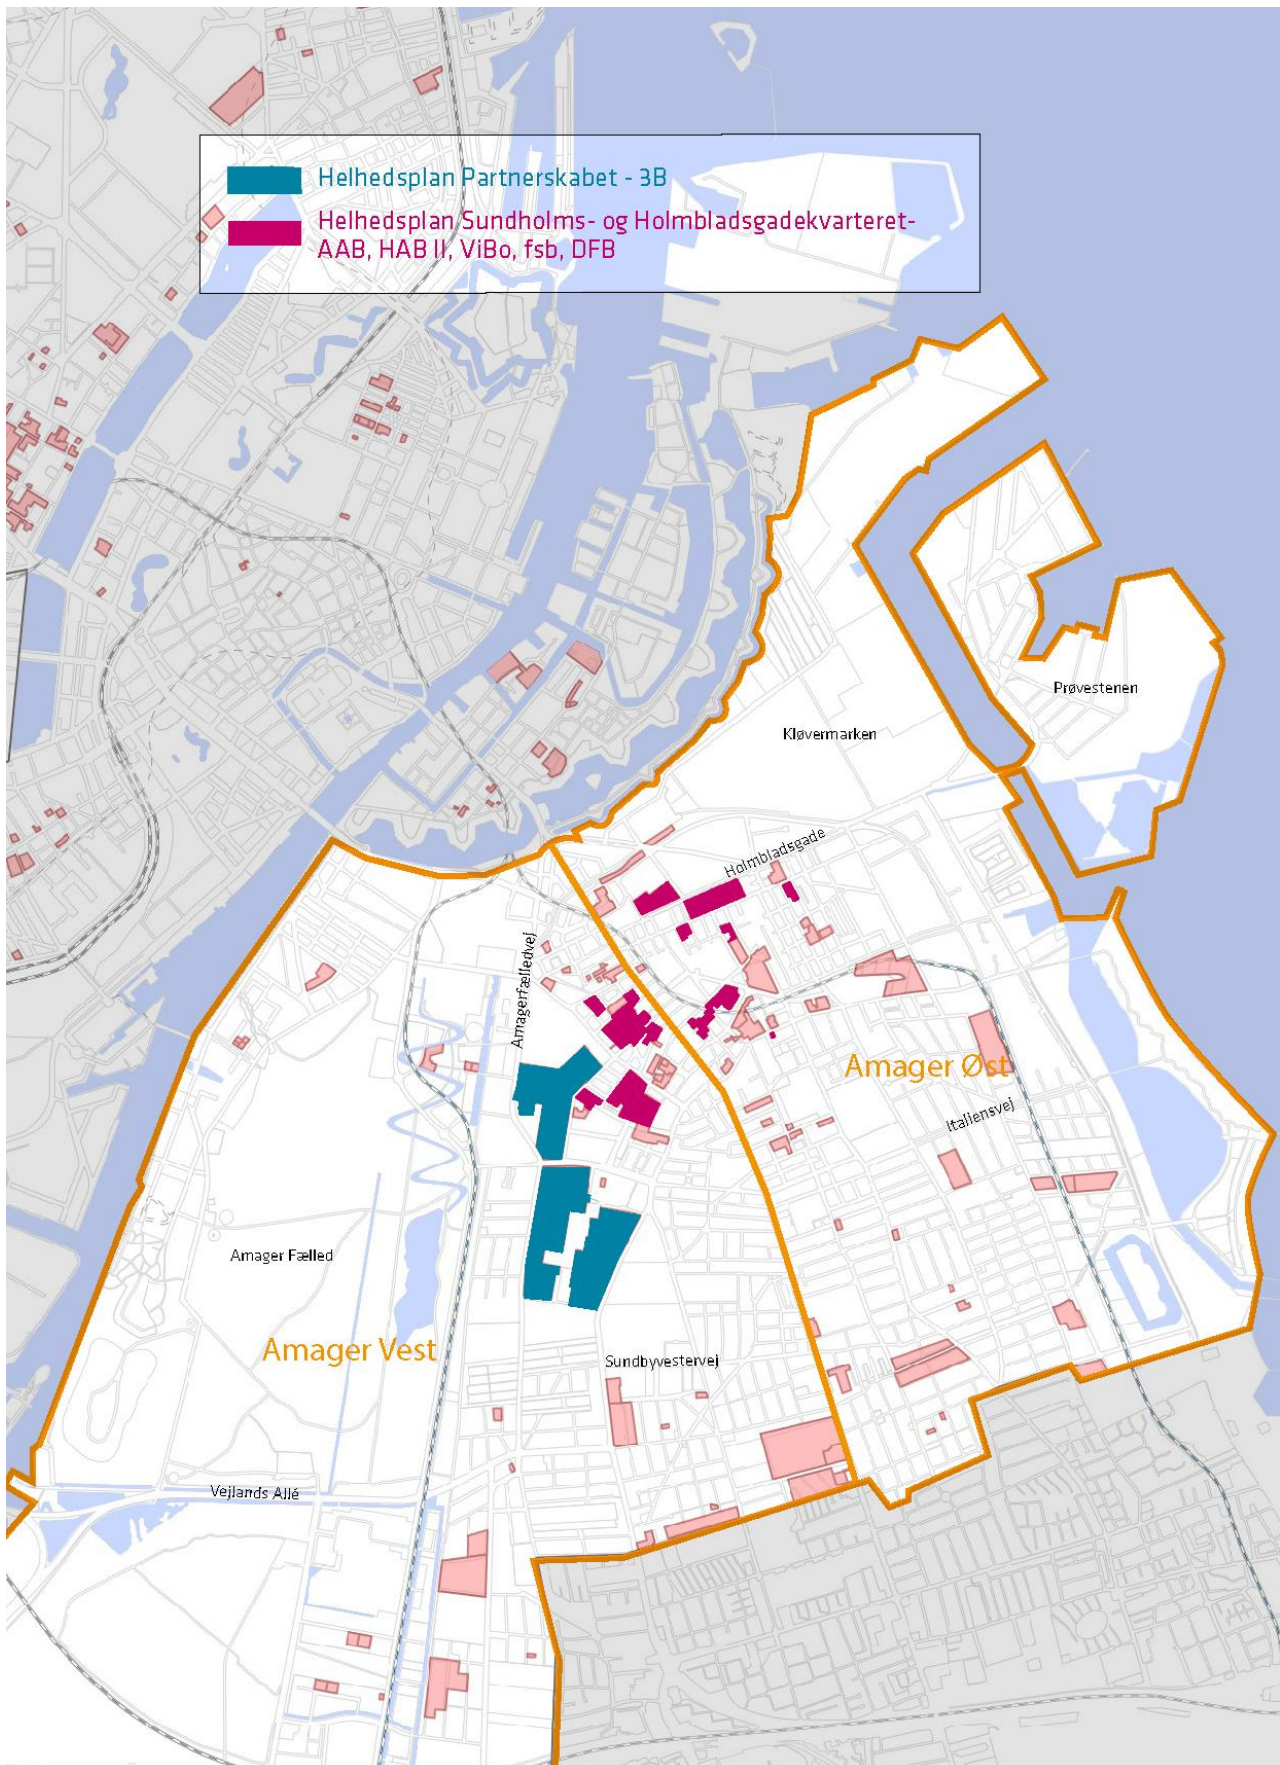 Helhedsplan Partnerskabet - 3B
Helhedsplan Sundholms- og Holmbladsgadekvarteret-
AAB, HAB II, ViBo, fsb, DFB
Prøvestenen
Kløvermarken
Holmbladsgade
Amagerfælledvej
Amager Øst
Italiensvej
Amager Fælled
Amager Vest
Sundbyvestervej
Vejlands Allé